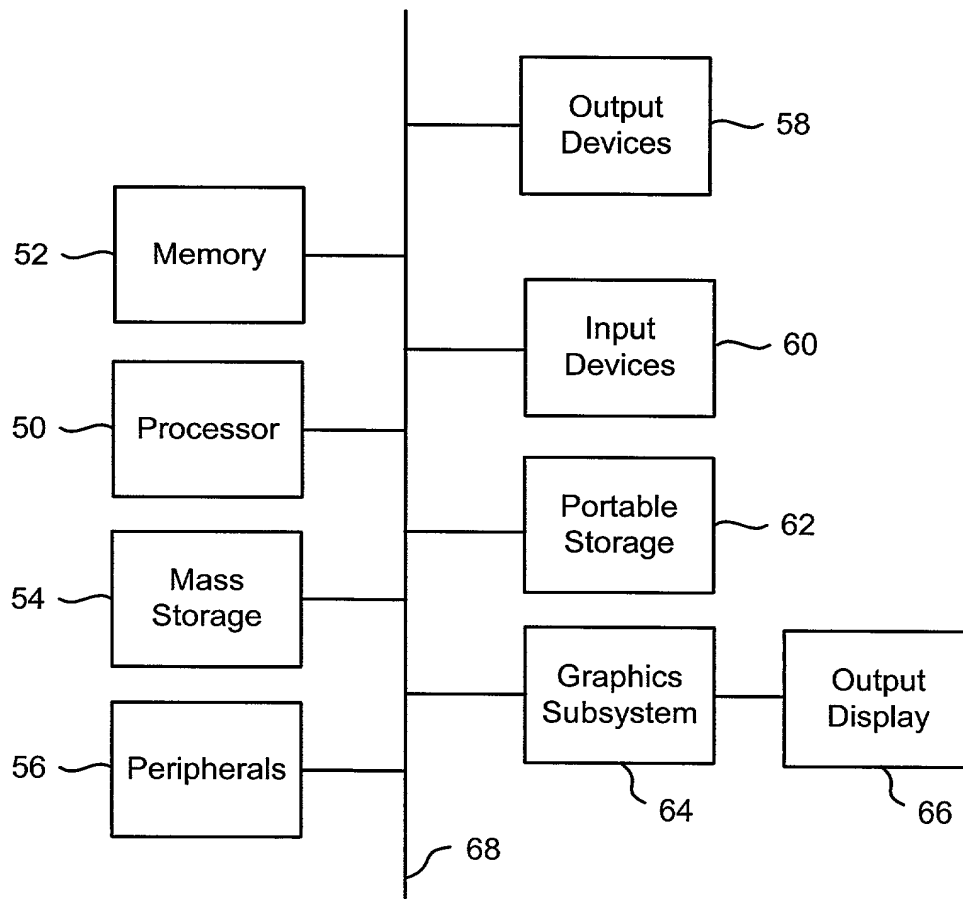 Output
Devices
58
52
Memory
Input
Devices
60
50
Processor
Portable
Storage
62
54
Mass
Storage
Graphics
Subsystem
Output
Display
56
Peripherals
64
66
68